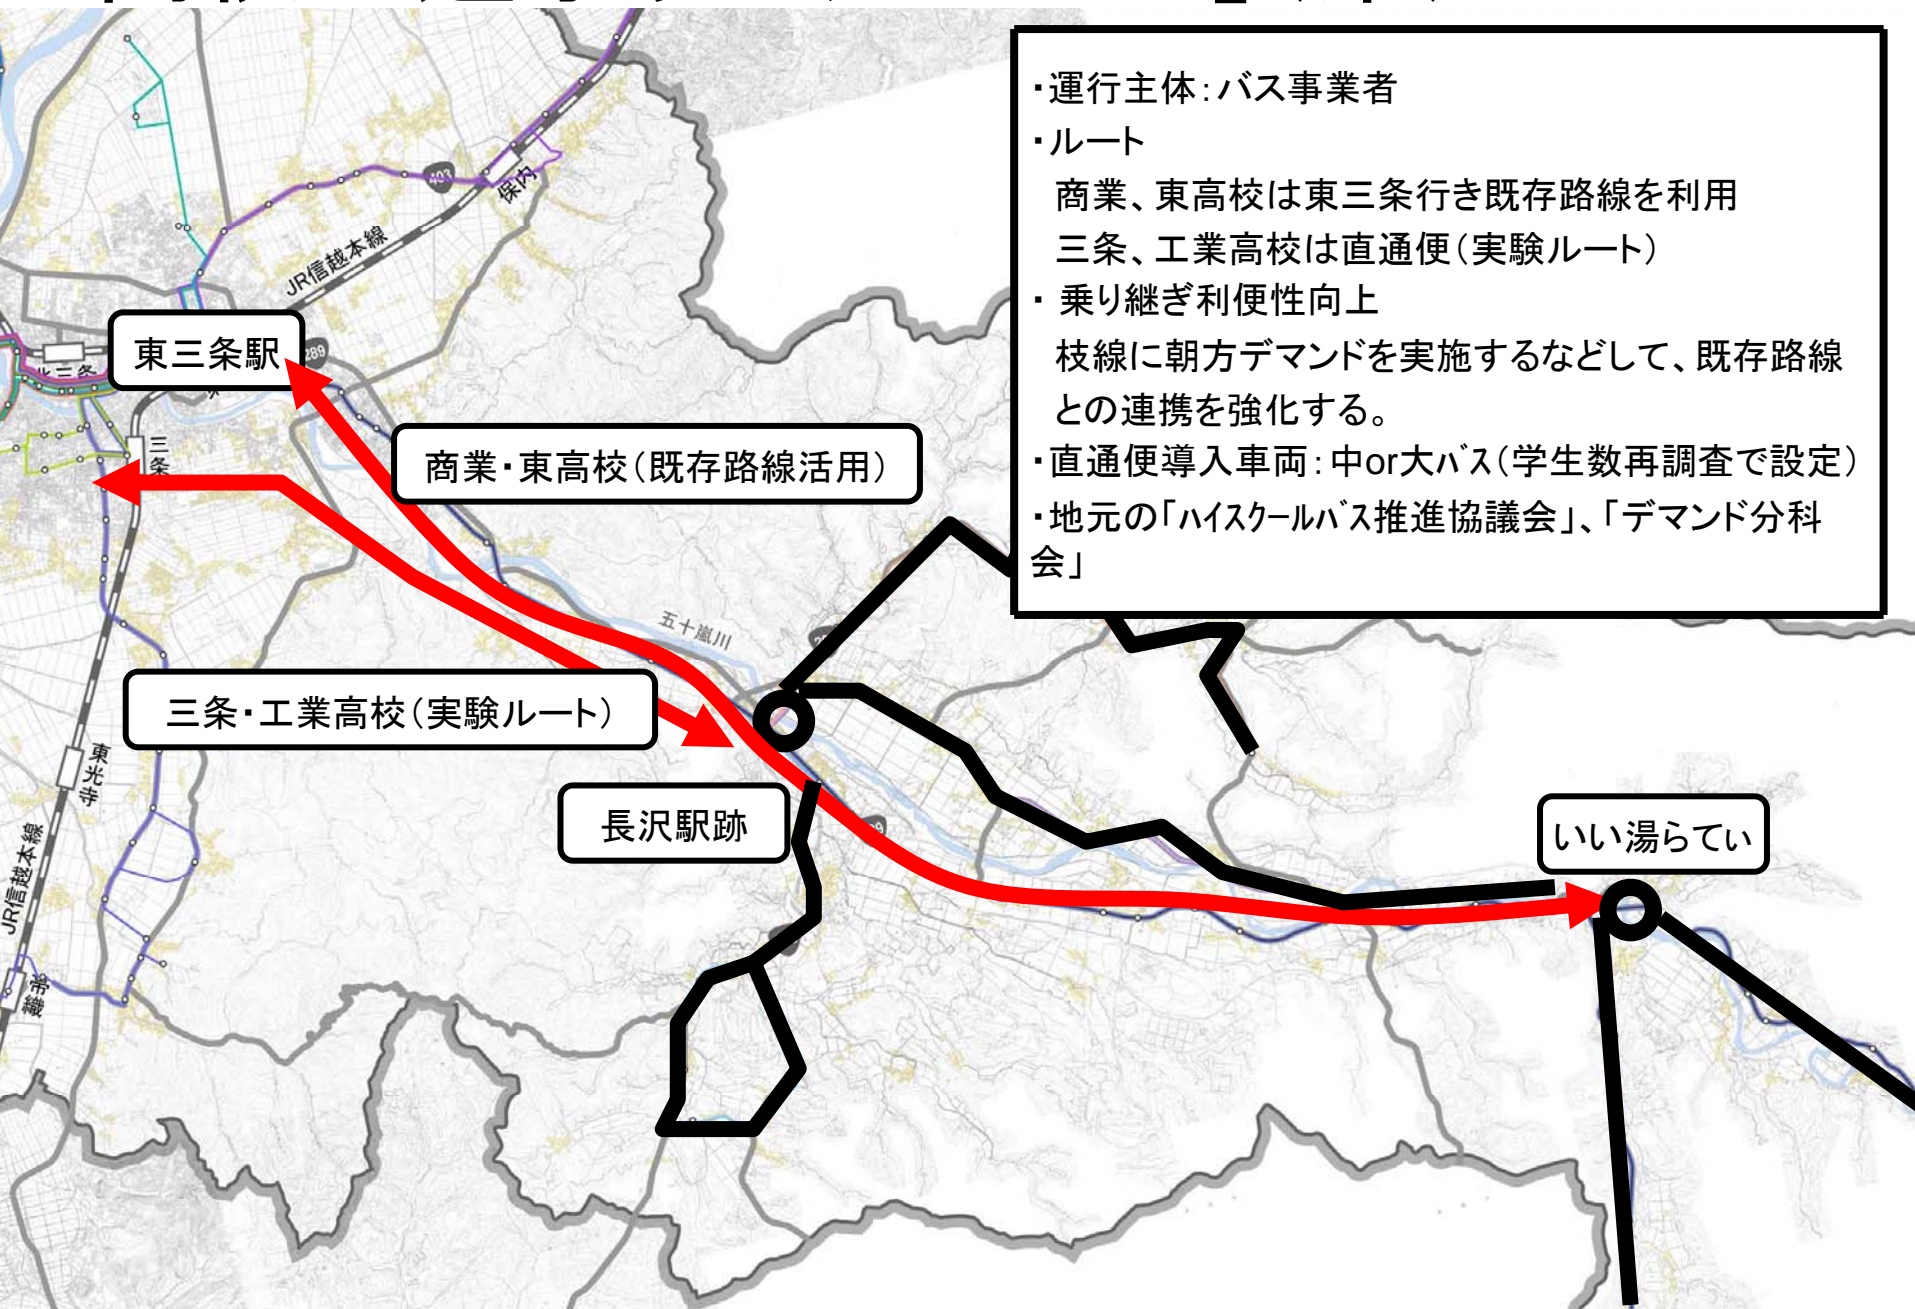 ・運行主体：バス事業者
・ルート
商業、東高校は東三条行き既存路線を利用
三条、工業高校は直通便（実験ルート）
・ 乗り継ぎ利便性向上
枝線に朝方デマンドを実施するなどして、既存路線
との連携を強化する。
・直通便導入車両：中or大ﾊﾞｽ（学生数再調査で設定）
・地元の「ﾊｲｽｸｰﾙﾊﾞｽ推進協議会」、「デマンド分科
会」
403
保内
JR信越本線
東三条駅
289
北三条
三条
商業・東高校（既存路線活用）
五十嵐川
三条・工業高校（実験ルート）
東光寺
長沢駅跡
いい湯らてぃ
JR信越本線
帯織